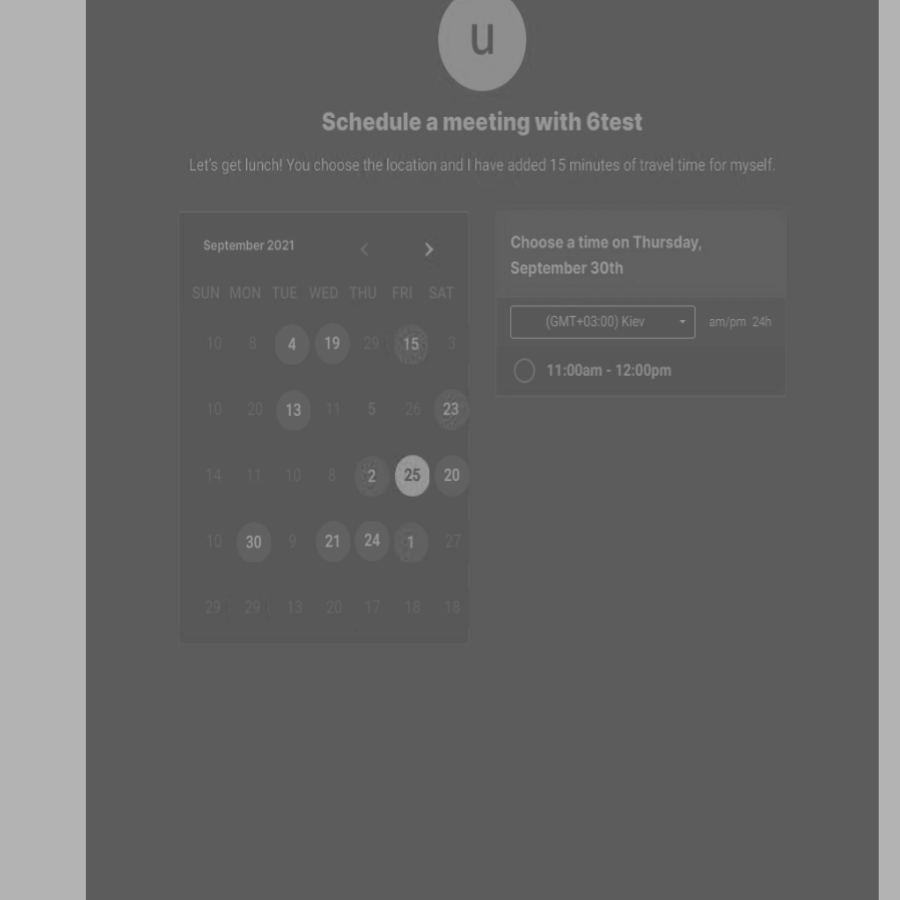 u
Schedule a meeting with 6test
Let's get lunch! You choose the location and I have added 15 minutes of travel time for myself.
September 2021
SUN MON TUE WED THU FRI SAT
10 8 4 19 29 15 3
10 20 13 11 5 26 23
14 11 10 8 2 25 20
10 30 9 21 24 1 27
29 29 13 20 17 18 18
Choose a time on Thursday,
September 30th
(GMT+03:00) Kiev am/pm 24h
11:00am - 12:00pm